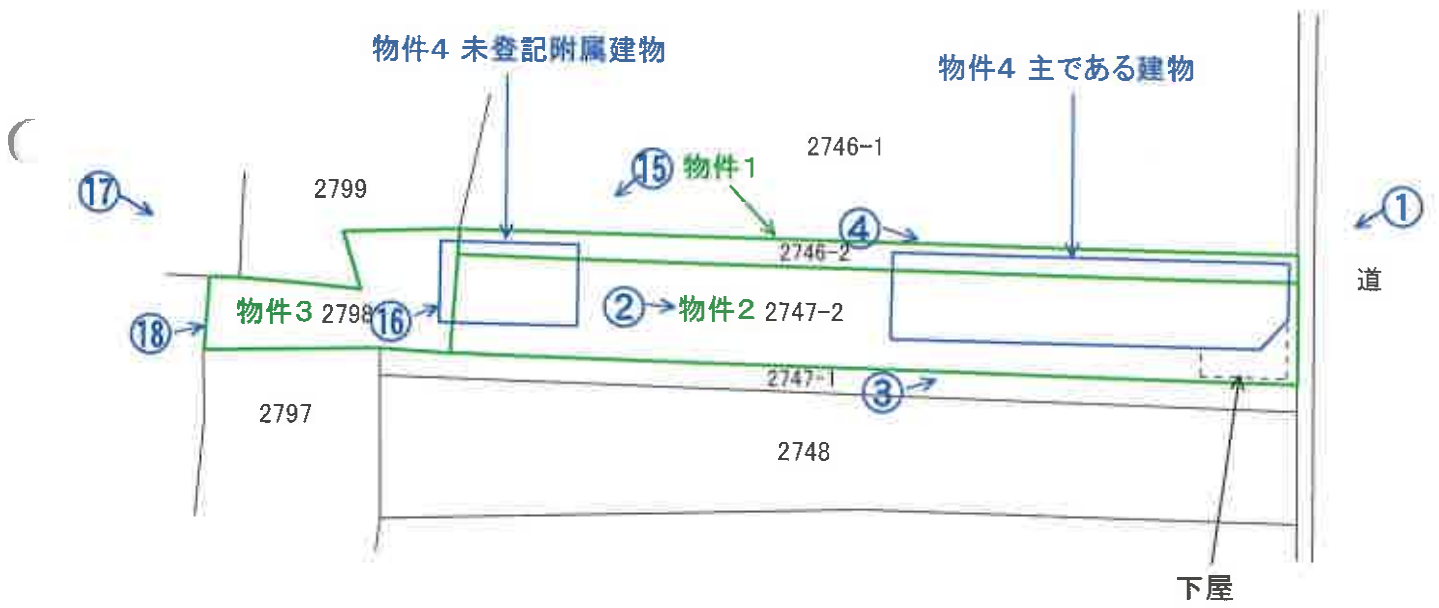 物件4 未登記附属建物
物件4 主である建物
2746-1
⑮ 物件1
2799
⑰
①
④
2746-2
道
物件3 2798
⑯
② 物件2 2747-2
⑱
2747-1
③
2797
2748
下屋